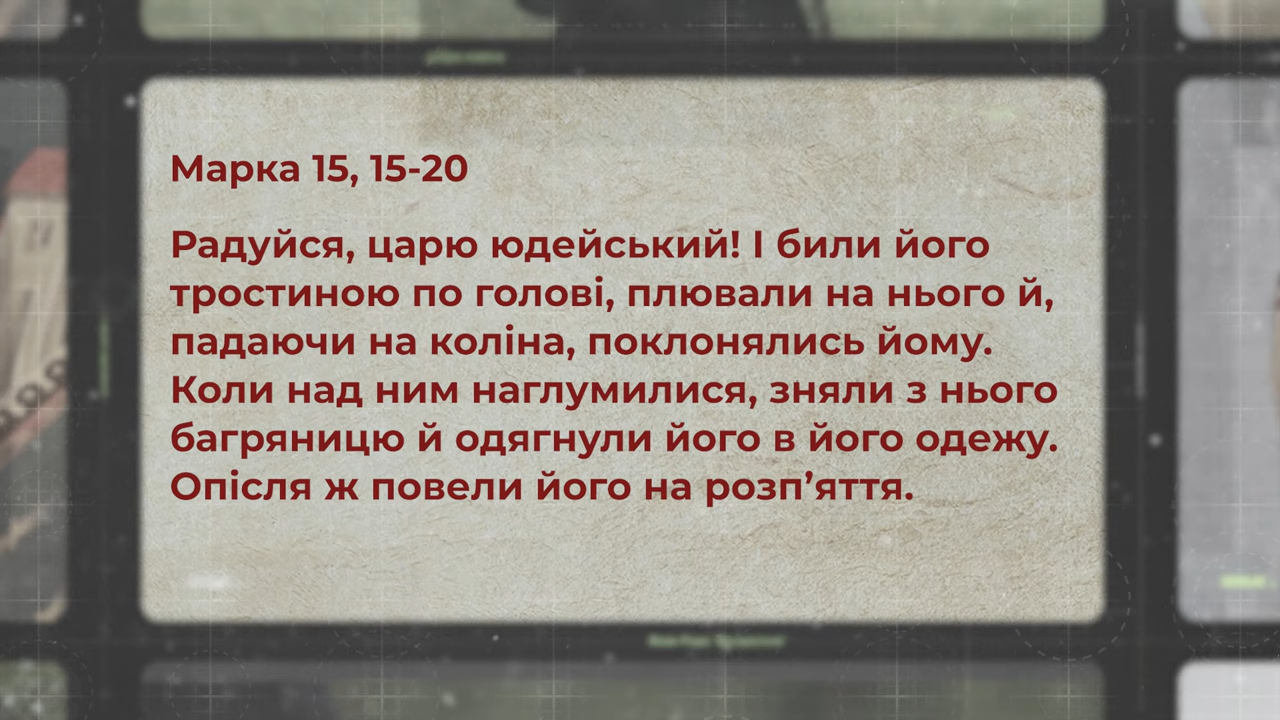 Марка 15, 15-20
Радуйся, царю юдейський! І били його
тростиною по голові, плювали на нього й,
падаючи на коліна, поклонялись йому.
Коли над ним наглумилися, зняли з нього
багряницю й одягнули його в його одежу.
Опісля ж повели його на розп’яття.